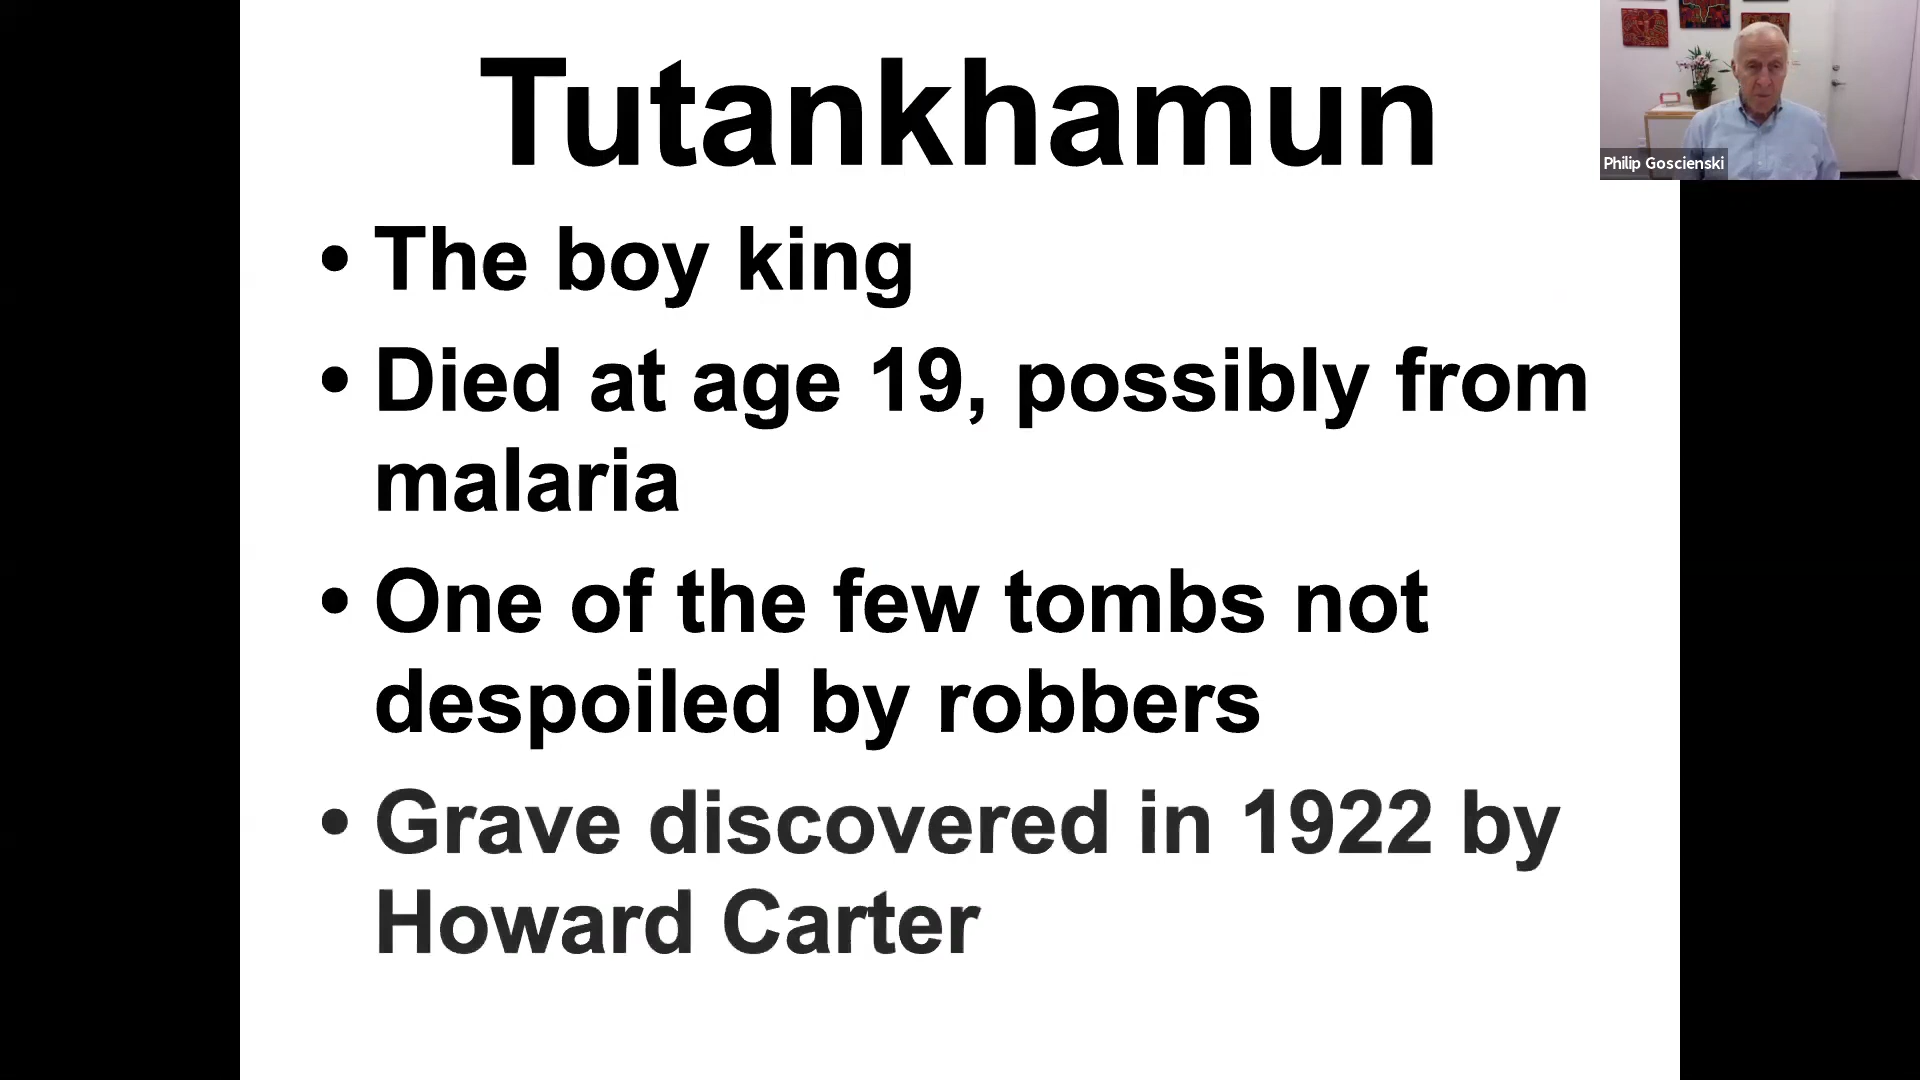 Tutankhamun
• The boy king
• Died at age 19, possibly from
malaria
• One of the few tombs not
despoiled by robbers
• Grave discovered in 1922 by
Howard Carter
Philip Goscienski